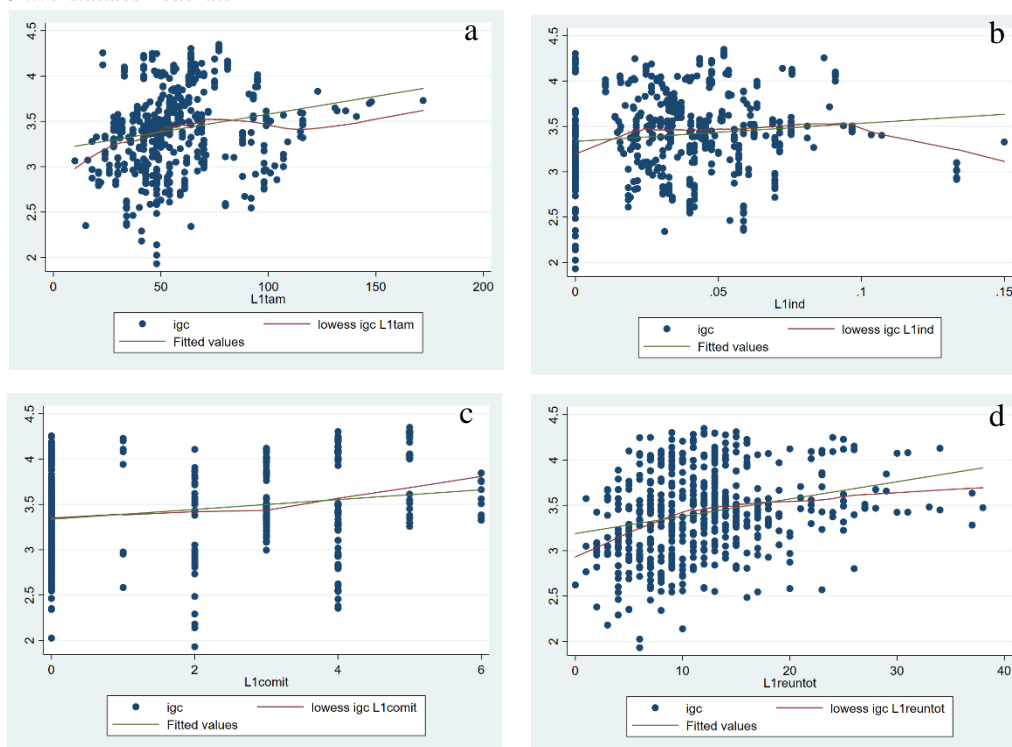 a
4.5
4
3.5
3
2.5
2
0
50
100
150
200
L1tam
igc
lowess igc L1tam
Fitted values
b
4.5
4
3.5
3
2.5
2
0
.05
.1
.15
L1ind
igc
lowess igc L1ind
Fitted values
c
4.5
4
3.5
3
2.5
2
0
2
4
6
L1comit
igc
lowess igc L1comit
Fitted values
d
4.5
4
3.5
3
2.5
2
0
10
20
30
40
L1reuntot
igc
lowess igc L1reuntot
Fitted values